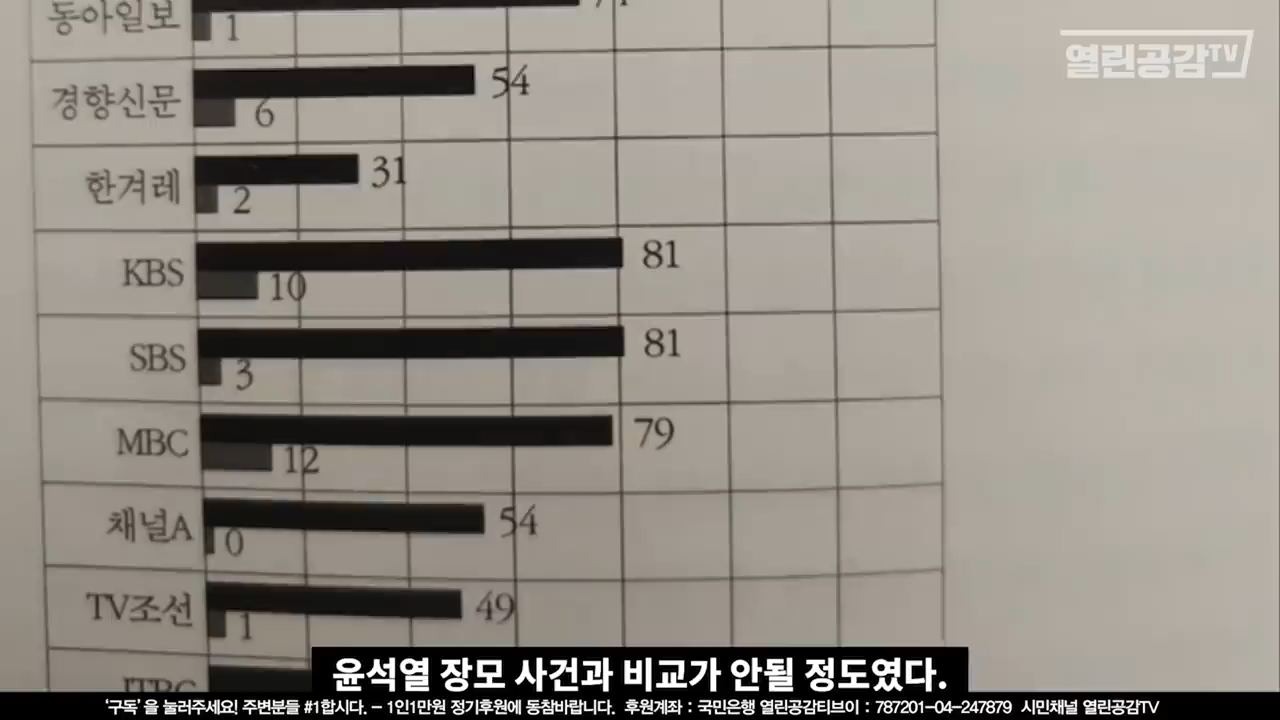 동아일보
1
열린공감TV
경향신문 54
6
한겨레 31
2
KBS 81
10
SBS 81
3
MBC 79
12
채널A 54
0
TV조선 49
1
윤석열 장모 사건과 비교가 안될 정도였다.
'구독' 을 눌러주세요! 주변분들 #1합시다. – 1인1만원 정기후원에 동참바랍니다. 후원계좌 : 국민은행 열린공감티브이 : 787201-04-247879 시민채널 열린공감TV